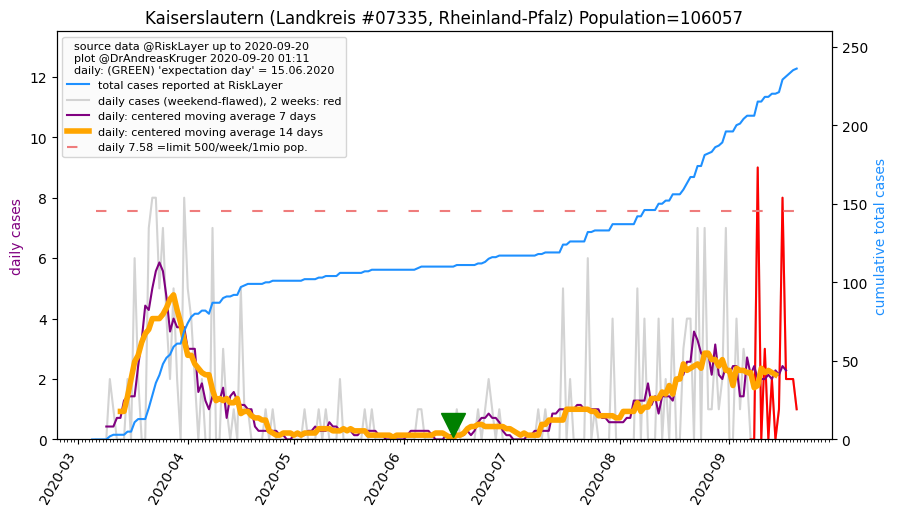 Kaiserslautern (Landkreis #07335, Rheinland-Pfalz) Population=106057
source data @RiskLayer up to 2020-09-20
plot @DrAndreasKruger 2020-09-20 01:11
daily: (GREEN) 'expectation day' = 15.06.2020
total cases reported at RiskLayer
daily cases (weekend-flawed), 2 weeks: red
daily: centered moving average 7 days
daily: centered moving average 14 days
daily 7.58 =limit 500/week/1mio pop.
daily cases
12
10
8
6
4
2
0
250
200
150
100
50
0
cumulative total cases
2020-03
2020-04
2020-05
2020-06
2020-07
2020-08
2020-09